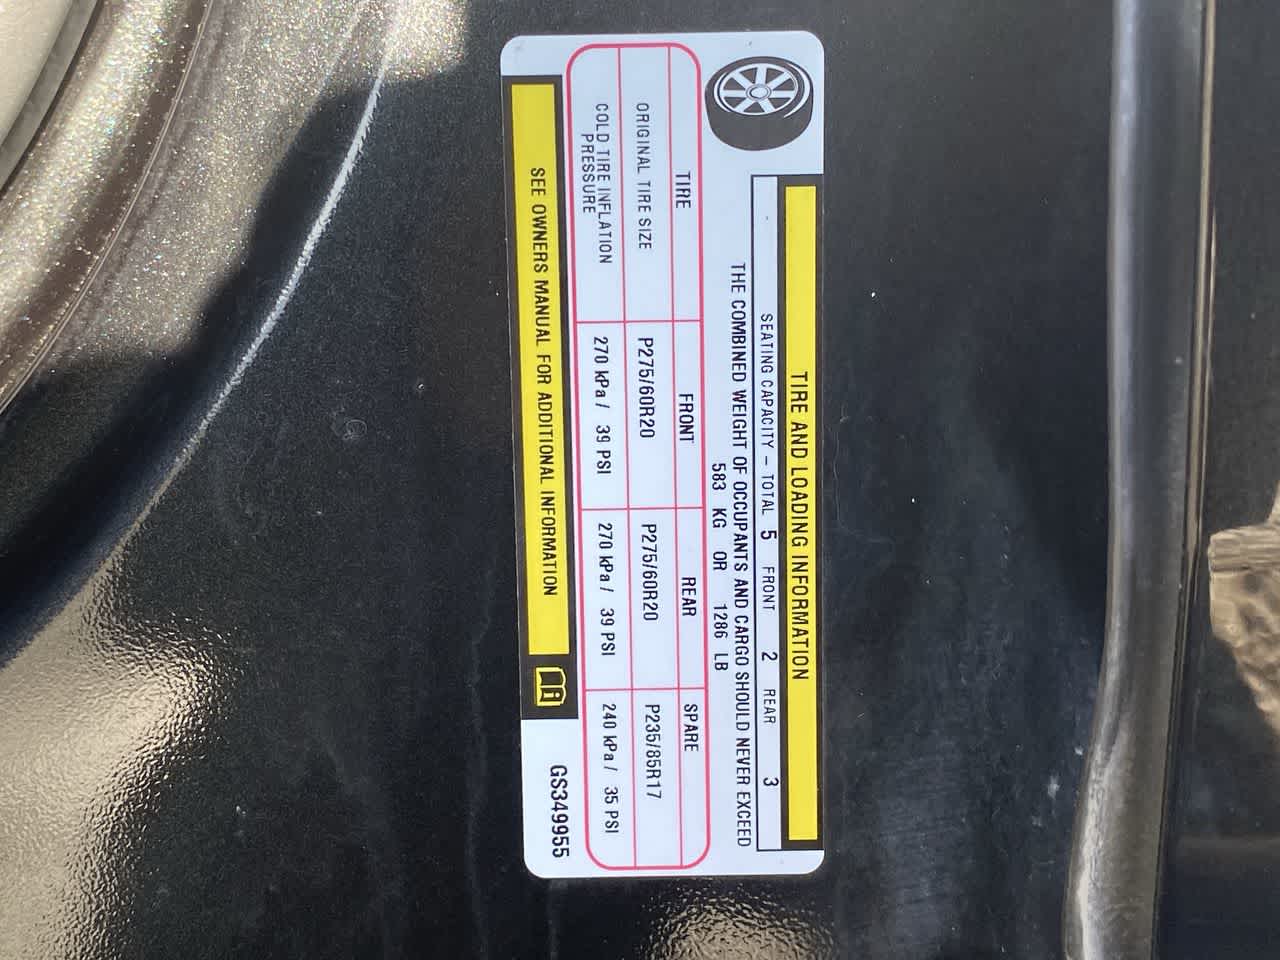 TIRE AND LOADING INFORMATION
SEATING CAPACITY – TOTAL 5 FRONT 2 REAR 3
THE COMBINED WEIGHT OF OCCUPANTS AND CARGO SHOULD NEVER EXCEED
583 KG OR 1286 LB
TIRE FRONT REAR SPARE
ORIGINAL TIRE SIZE P275/60R20 P275/60R20 P235/85R17
COLD TIRE INFLATION
PRESSURE 270 kPa / 39 PSI 270 kPa / 39 PSI 240 kPa / 35 PSI
SEE OWNERS MANUAL FOR ADDITIONAL INFORMATION
GS349955